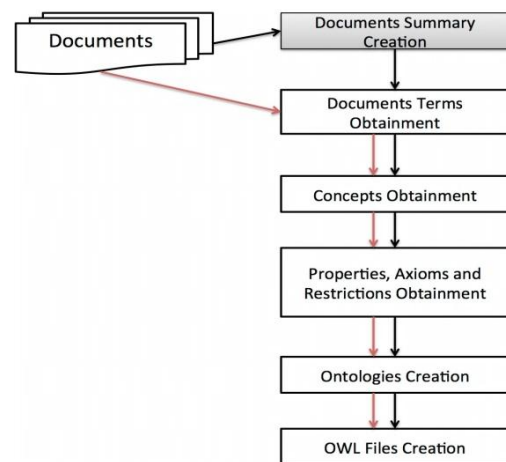 Documents
Documents Summary
Creation
Documents Terms
Obtainment
Concepts Obtainment
Properties, Axioms and
Restrictions Obtainment
Ontologies Creation
OWL Files Creation